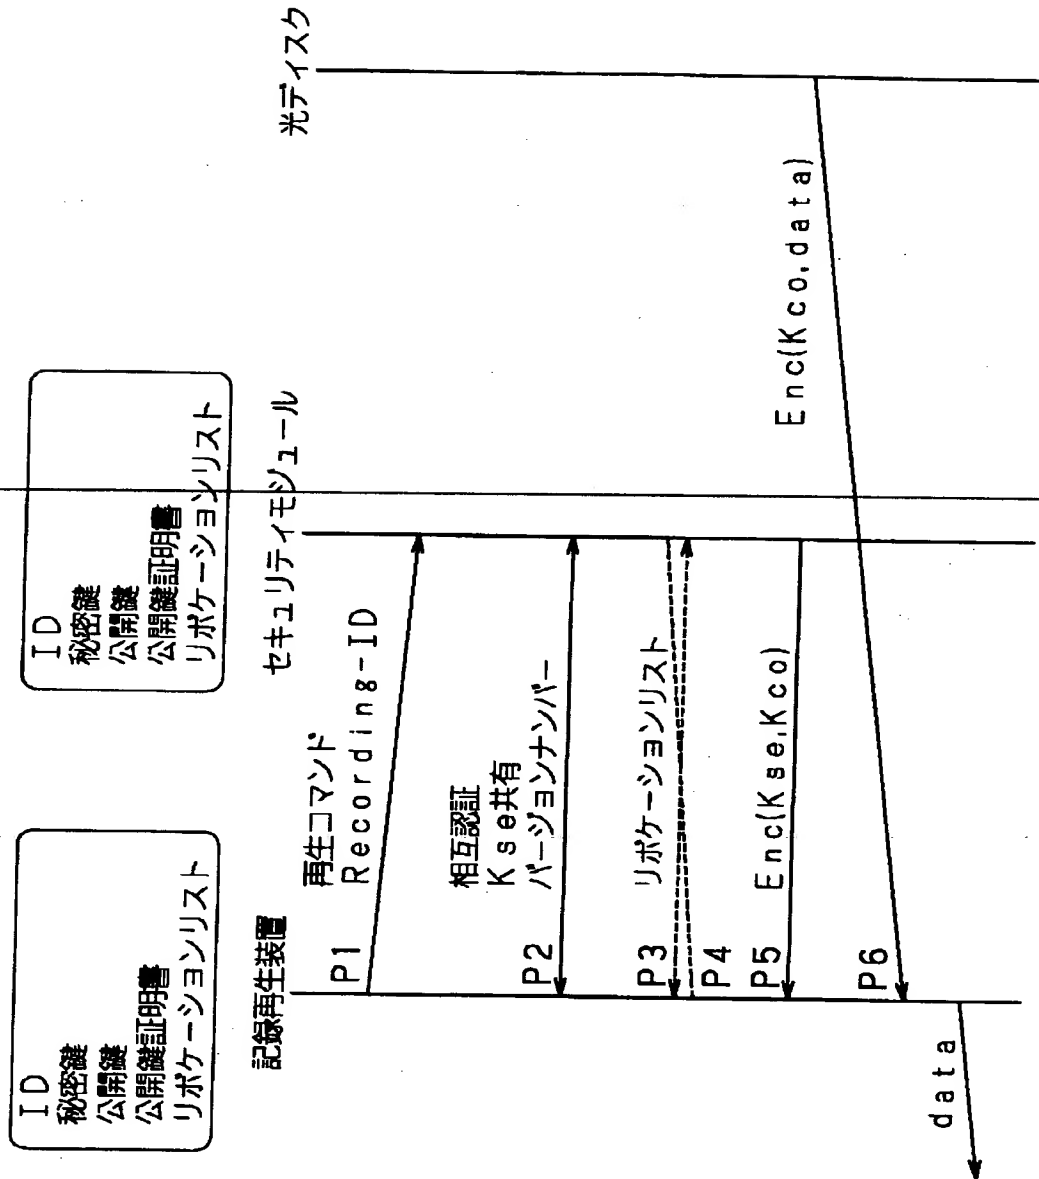 ID
秘密鍵
公開鍵
公開鍵証明書
リボケーションリスト
ID
秘密鍵
公開鍵
公開鍵証明書
リボケーションリスト
記録再生装置
セキュリティモジュール
光ディスク
再生コマンド
P1 Recording-ID
相互認証
Kse共有
P2 バージョンナンバー
P3 リボケーションリスト
P4
P5 Enc(Kse,Kco)
Enc(Kco,data)
P6
data